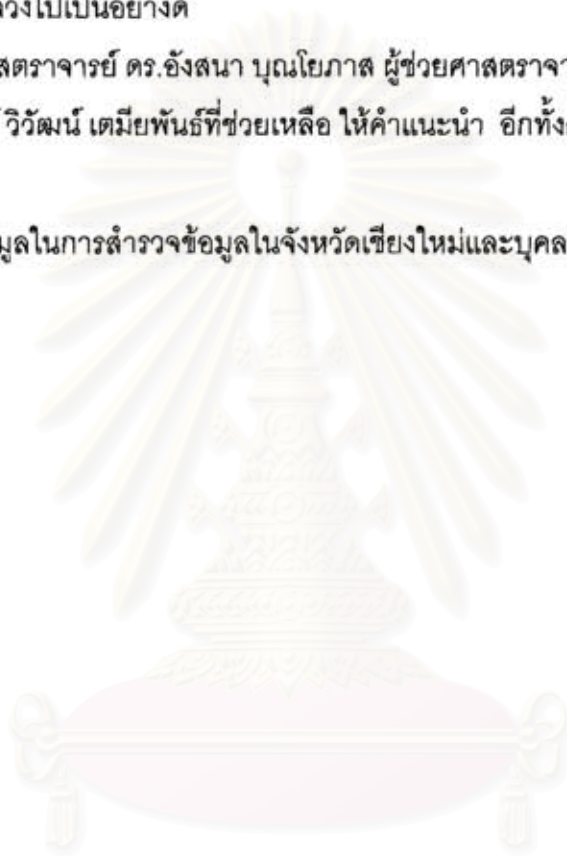 ล่วงไปเป็นอย่างดี
สตราจารย์ ดร.อังสนา บุณโยภาส ผู้ช่วยศาสตราจา
วิวัฒน์ เตมียพันธ์ที่ช่วยเหลือ ให้คำแนะนำ อีกทั้ง
มูลในการสำรวจข้อมูลในจังหวัดเชียงใหม่และบุคล